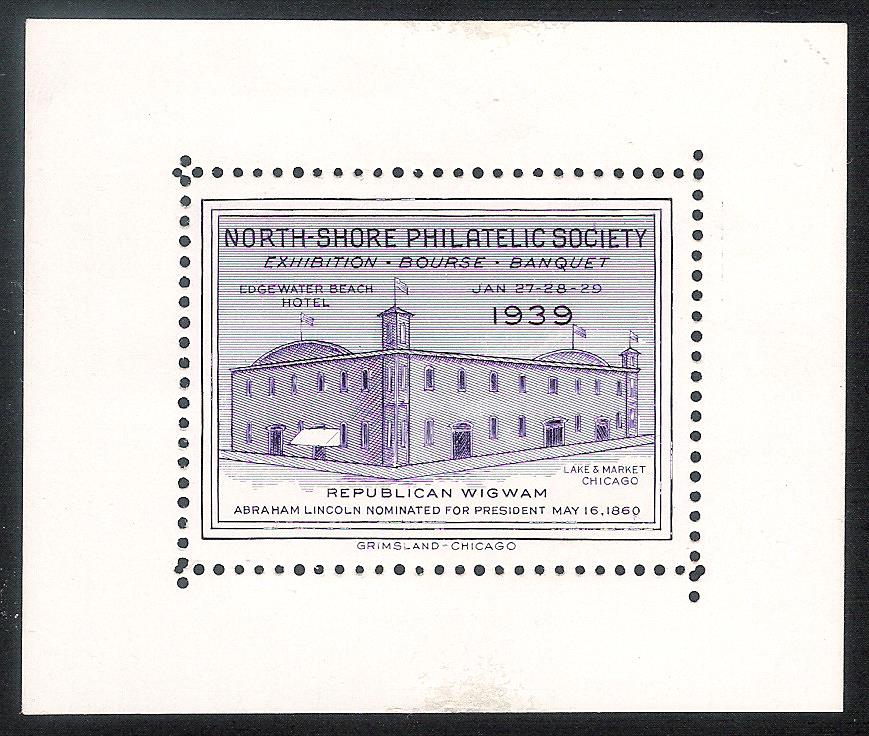 NORTH-SHORE PHILATELIC SOCIETY
EXHIBITION - BOURSE - BANQUET
EDGEWATER BEACH
HOTEL
JAN 27-28-29
1939
LAKE & MARKET
CHICAGO
REPUBLICAN WIGWAM
ABRAHAM LINCOLN NOMINATED FOR PRESIDENT MAY 16, 1860
GRIMSLAND-CHICAGO